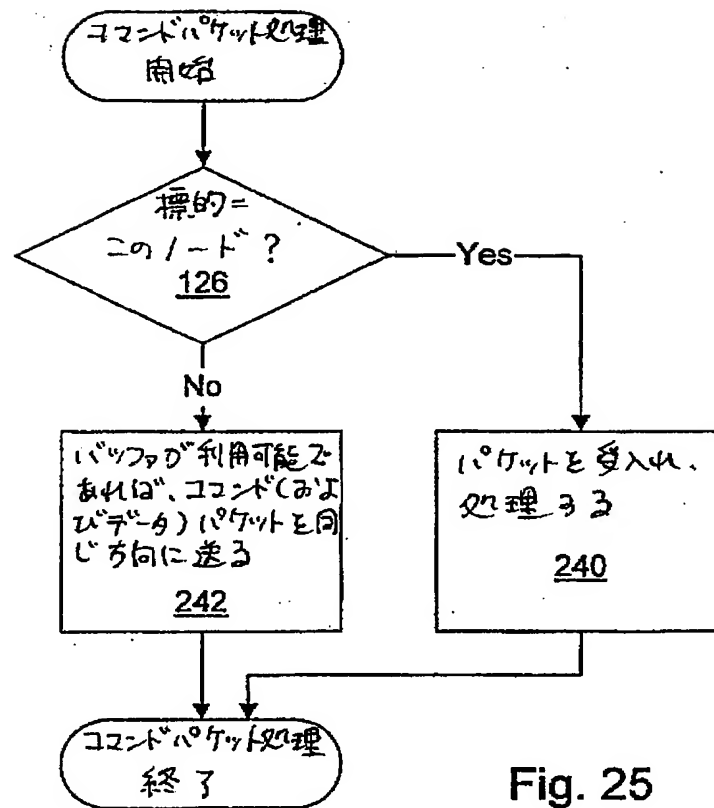 コマンドパケット処理
開始
標的=
このノード?
126
Yes
No
バッファが利用可能で
あれば、コマンド(およ
びデータ)パケットを同
じ方向に送る
242
パケットを受入れ、
処理する
240
コマンドパケット処理
終了
Fig. 25